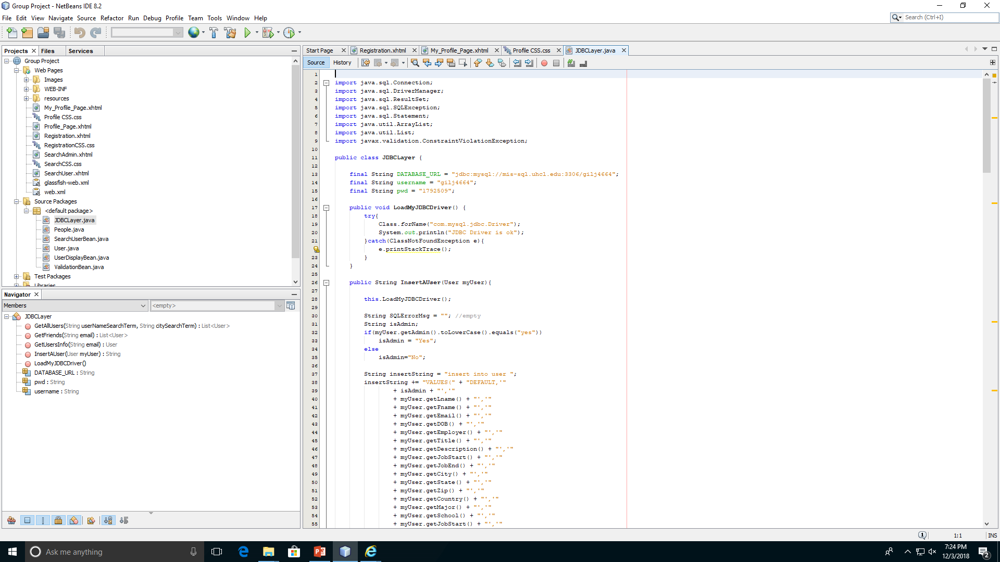 Group Project - NetBeans IDE 8.2
File Edit View Navigate Source Refactor Run Debug Profile Team Tools Window Help
Search (Ctrl+I)
Projects Files Services
Group Project
Web Pages
Images
WEB-INF
resources
My_Profile_Page.xhtml
Profile CSS.css
Profile_Page.xhtml
Registration.xhtml
RegistrationCSS.css
SearchAdmin.xhtml
SearchCSS.css
SearchUser.xhtml
glassfish-web.xml
web.xml
Source Packages
<default package>
JDBCLayer.java
People.java
SearchUserBean.java
User.java
UserDisplayBean.java
ValidationBean.java
Test Packages
Libraries
Navigator
Members <empty>
JDBCLayer
GetAllUsers(String userNameSearchTerm, String citySearchTerm) : List<User>
GetFriends(String email) : List<User>
GetUsersInfo(String email) : User
InsertAUser(User myUser) : String
LoadMyJDBCDriver()
DATABASE_URL : String
pwd : String
username : String
Start Page Registration.xhtml My_Profile_Page.xhtml Profile CSS.css JDBCLayer.java
Source History
1
2 import java.sql.Connection;
3 import java.sql.DriverManager;
4 import java.sql.ResultSet;
5 import java.sql.SQLException;
6 import java.sql.Statement;
7 import java.util.ArrayList;
8 import java.util.List;
9 import javax.validation.ConstraintViolationException;
10
11 public class JDBCLayer {
12
13 final String DATABASE_URL = "jdbc:mysql://mis-sql.uhcl.edu:3306/gilj4664";
14 final String username = "gilj4664";
15 final String pwd = "1792509";
16
17 public void LoadMyJDBCDriver() {
18 try{
19 Class.forName("com.mysql.jdbc.Driver");
20 System.out.println("JDBC Driver is ok");
21 }catch(ClassNotFoundException e){
e.printStackTrace();
23 }
24 }
25
26 public String InsertAUser(User myUser){
27
28 this.LoadMyJDBCDriver();
29
30 String SQLErrorMsg = ""; //empty
31 String isAdmin;
32 if(myUser.getAdmin().toLowerCase().equals("yes"))
33 isAdmin = "Yes";
34 else
35 isAdmin="No";
36
37 String insertString = "insert into user ";
38 insertString += "VALUES(" + "DEFAULT,'"
39 + isAdmin + "','"
40 + myUser.getLname() + "','"
41 + myUser.getFname() + "','"
42 + myUser.getEmail() + "','"
43 + myUser.getDOB() + "','"
44 + myUser.getEmployer() + "','"
45 + myUser.getTitle() + "','"
46 + myUser.getDescription() + "','"
47 + myUser.getJobStart() + "','"
48 + myUser.getJobEnd() + "','"
49 + myUser.getCity() + "','"
50 + myUser.getState() + "','"
51 + myUser.getZip() + "','"
52 + myUser.getCountry() + "','"
53 + myUser.getMajor() + "','"
54 + myUser.getSchool() + "','"
55 + myUser.getJobStart() + "','"
1 1:1 INS
Ask me anything
7:24 PM
12/3/2018
2